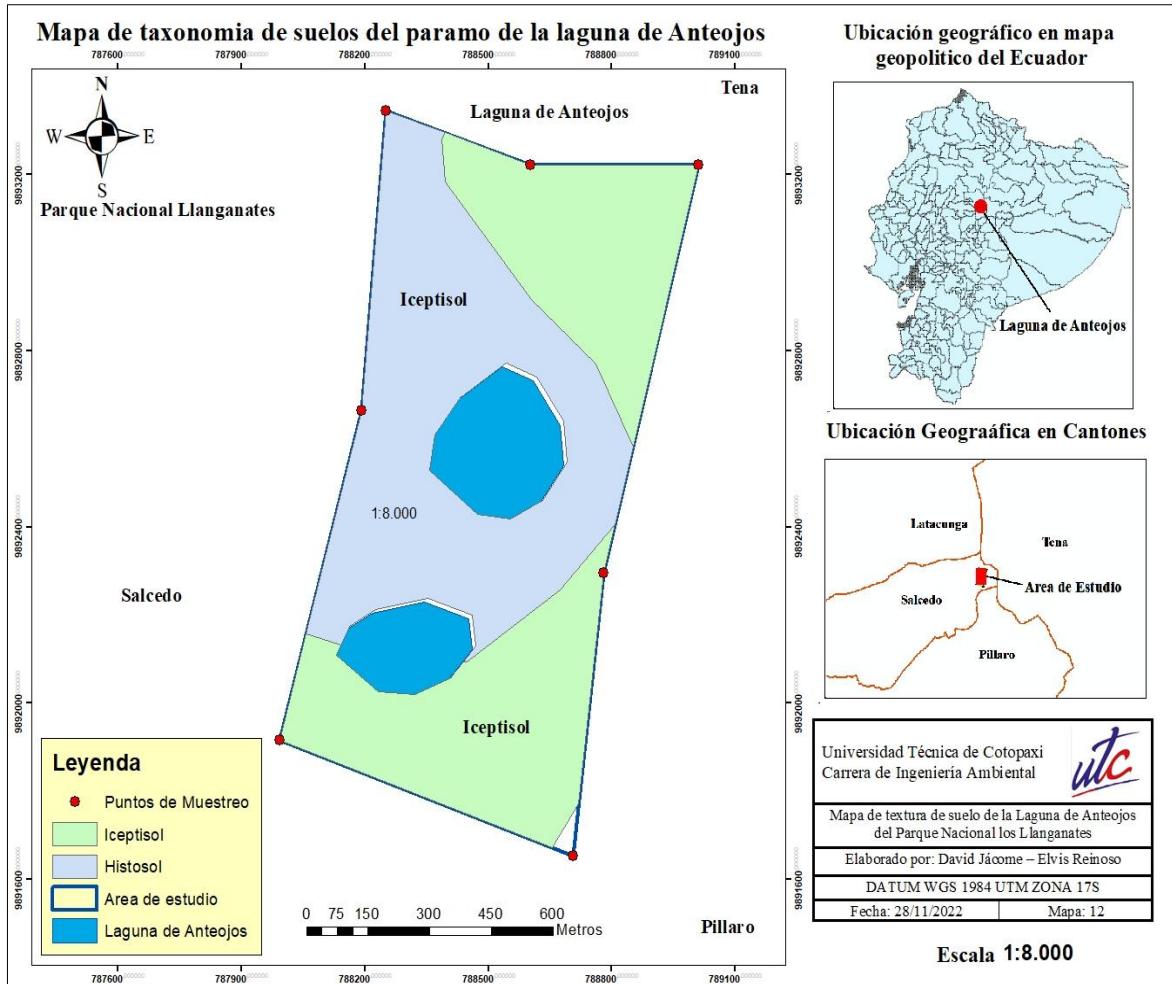 Mapa de taxonomia de suelos del paramo de la laguna de Anteojos
787600 787900 788200 788500 788800 789100
Tena
Laguna de Anteojos
N
W E
S
Parque Nacional Llanganates
9893200 9893200
Iceptisol
9892800 9892800
1:8.000
9892400 9892400
Salcedo
9892000 9892000
Iceptisol
9891600 9891600
Leyenda
Puntos de Muestreo
Iceptisol
Histosol
Area de estudio
Laguna de Anteojos
0 75 150 300 450 600
Metros
Pillaro
787600 787900 788200 788500 788800 789100
Ubicación geográfico en mapa
geopolitico del Ecuador
Laguna de Anteojos
Ubicación Geograáfica en Cantones
Latacunga
Tena
Area de Estudio
Salcedo
Pillaro
Universidad Técnica de Cotopaxi
Carrera de Ingeniería Ambiental
utc
Mapa de textura de suelo de la Laguna de Anteojos
del Parque Nacional los Llanganates
Elaborado por: David Jácome – Elvis Reinoso
DATUM WGS 1984 UTM ZONA 17S
Fecha: 28/11/2022 Mapa: 12
Escala 1:8.000